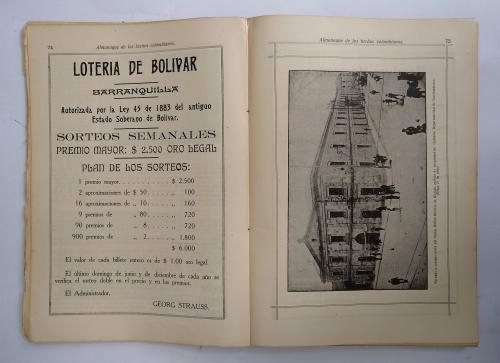 74
Almanaque de los hechos colombianos.
LOTERIA DE BOLIVAR
BARRANQUILLA
Autorizada por la Ley 45 de 1883 del antiguo
Estado Soberano de Bolívar.
SORTEOS SEMANALES
PREMIO MAYOR: $ 2.500 ORO LEGAL
PLAN DE LOS SORTEOS:
1 premio mayor. . . . . . . . . . . . $ 2.500
2 aproximaciones de $ 50 . . . . . . ,, 100
16 aproximaciones de ,, 10 . . . . . . ,, 160
9 premios de ,, 80 . . . . . . ,, 720
90 premios de ,, 8 . . . . . . ,, 720
900 premios de ,, 2 . . . . . . ,, 1.800
$ 6.000
El valor de cada billete entero es de $ 1.00 oro legal.
El último domingo de junio y de diciembre de cada año se
verifica el sorteo doble en el precio y en los premios.
El Administrador,
GEORG STRAUSS.
Almanaque de los hechos colombianos.
75